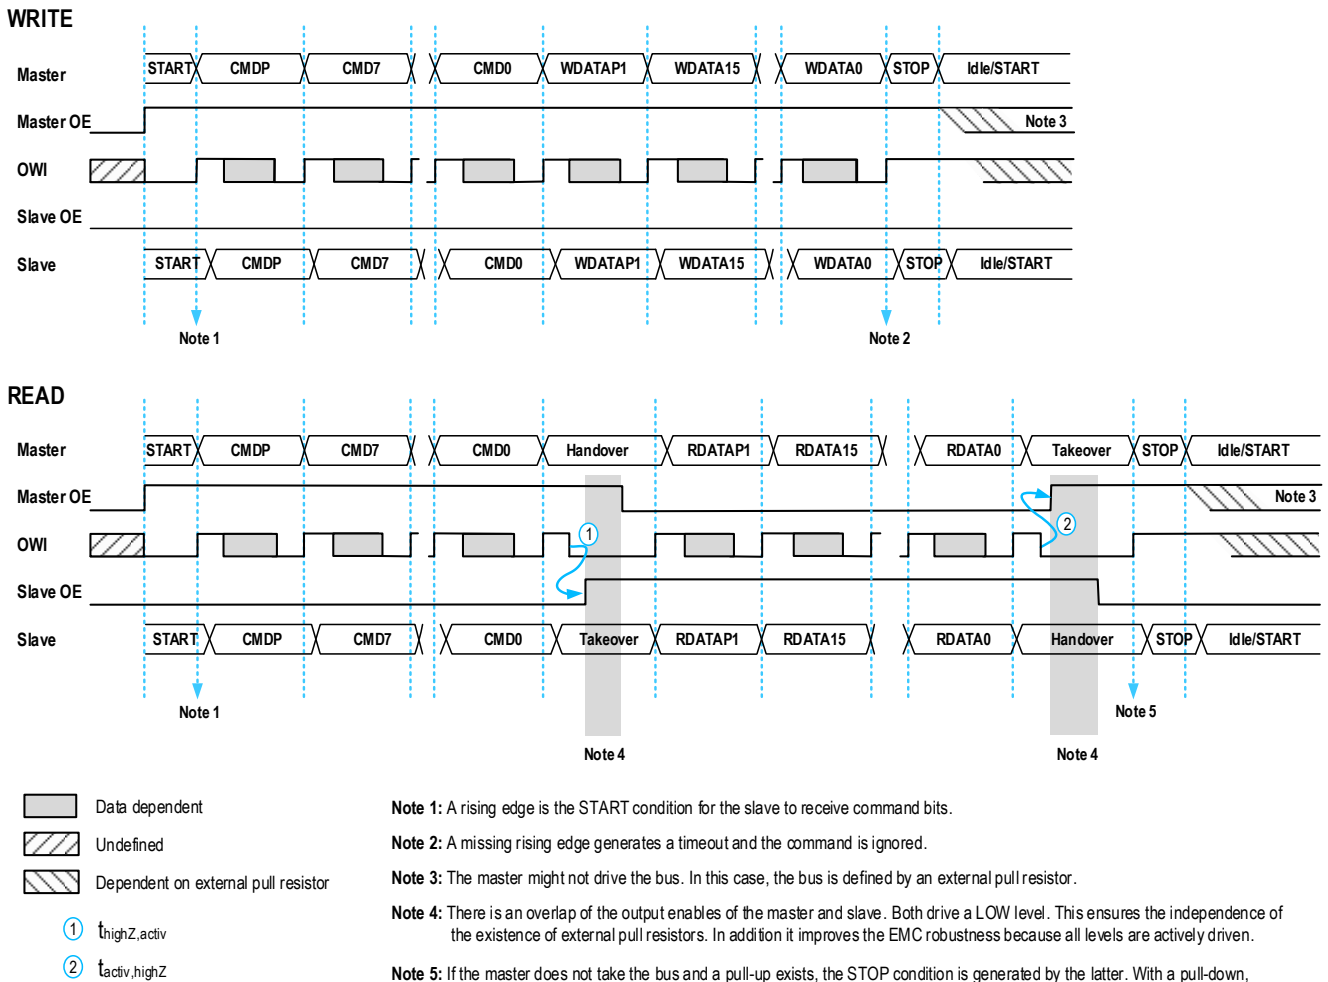 WRITE
Master START CMDP CMD7 CMD0 WDATAP1 WDATA15 WDATA0 STOP Idle/START
Master OE Note 3
OWI
Slave OE
Slave START CMDP CMD7 CMD0 WDATAP1 WDATA15 WDATA0 STOP Idle/START
Note 1 Note 2
READ
Master START CMDP CMD7 CMD0 Handover RDATAP1 RDATA15 RDATA0 Takeover STOP Idle/START
Master OE Note 3
OWI 1 2
Slave OE
Slave START CMDP CMD7 CMD0 Takeover RDATAP1 RDATA15 RDATA0 Handover STOP Idle/START
Note 1 Note 5
Note 4 Note 4
Data dependent
Undefined
Dependent on external pull resistor
1 thighZ,activ
2 tactiv,highZ
Note 1: A rising edge is the START condition for the slave to receive command bits.
Note 2: A missing rising edge generates a timeout and the command is ignored.
Note 3: The master might not drive the bus. In this case, the bus is defined by an external pull resistor.
Note 4: There is an overlap of the output enables of the master and slave. Both drive a LOW level. This ensures the independence of
the existence of external pull resistors. In addition it improves the EMC robustness because all levels are actively driven.
Note 5: If the master does not take the bus and a pull-up exists, the STOP condition is generated by the latter. With a pull-down,